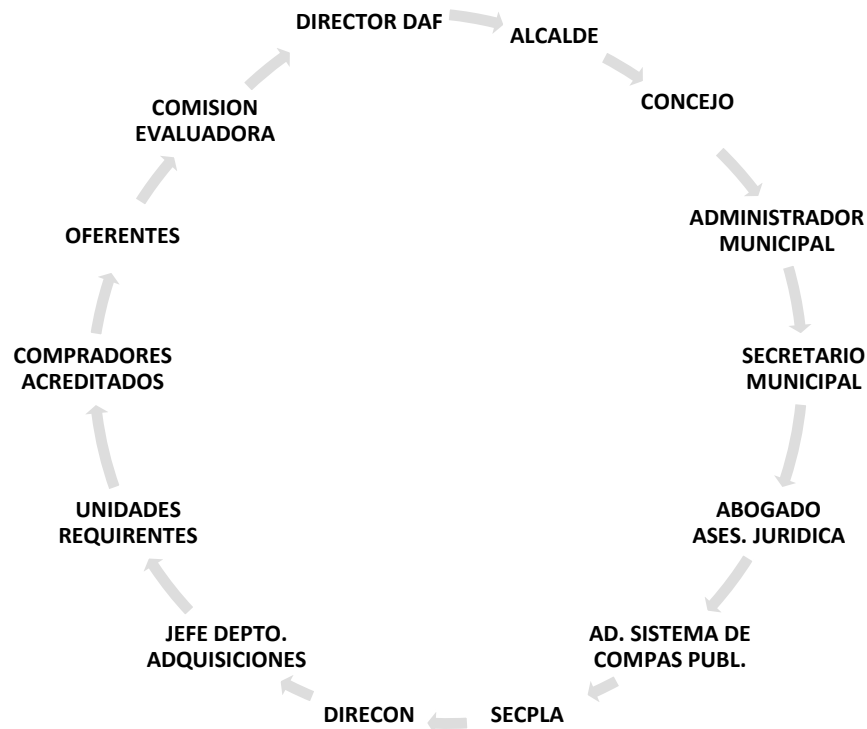 DIRECTOR DAF
ALCALDE
CONCEJO
ADMINISTRADOR
MUNICIPAL
SECRETARIO
MUNICIPAL
ABOGADO
ASES. JURIDICA
AD. SISTEMA DE
COMPAS PUBL.
SECPLA
DIRECON
JEFE DEPTO.
ADQUISICIONES
UNIDADES
REQUIRENTES
COMPRADORES
ACREDITADOS
OFERENTES
COMISION
EVALUADORA